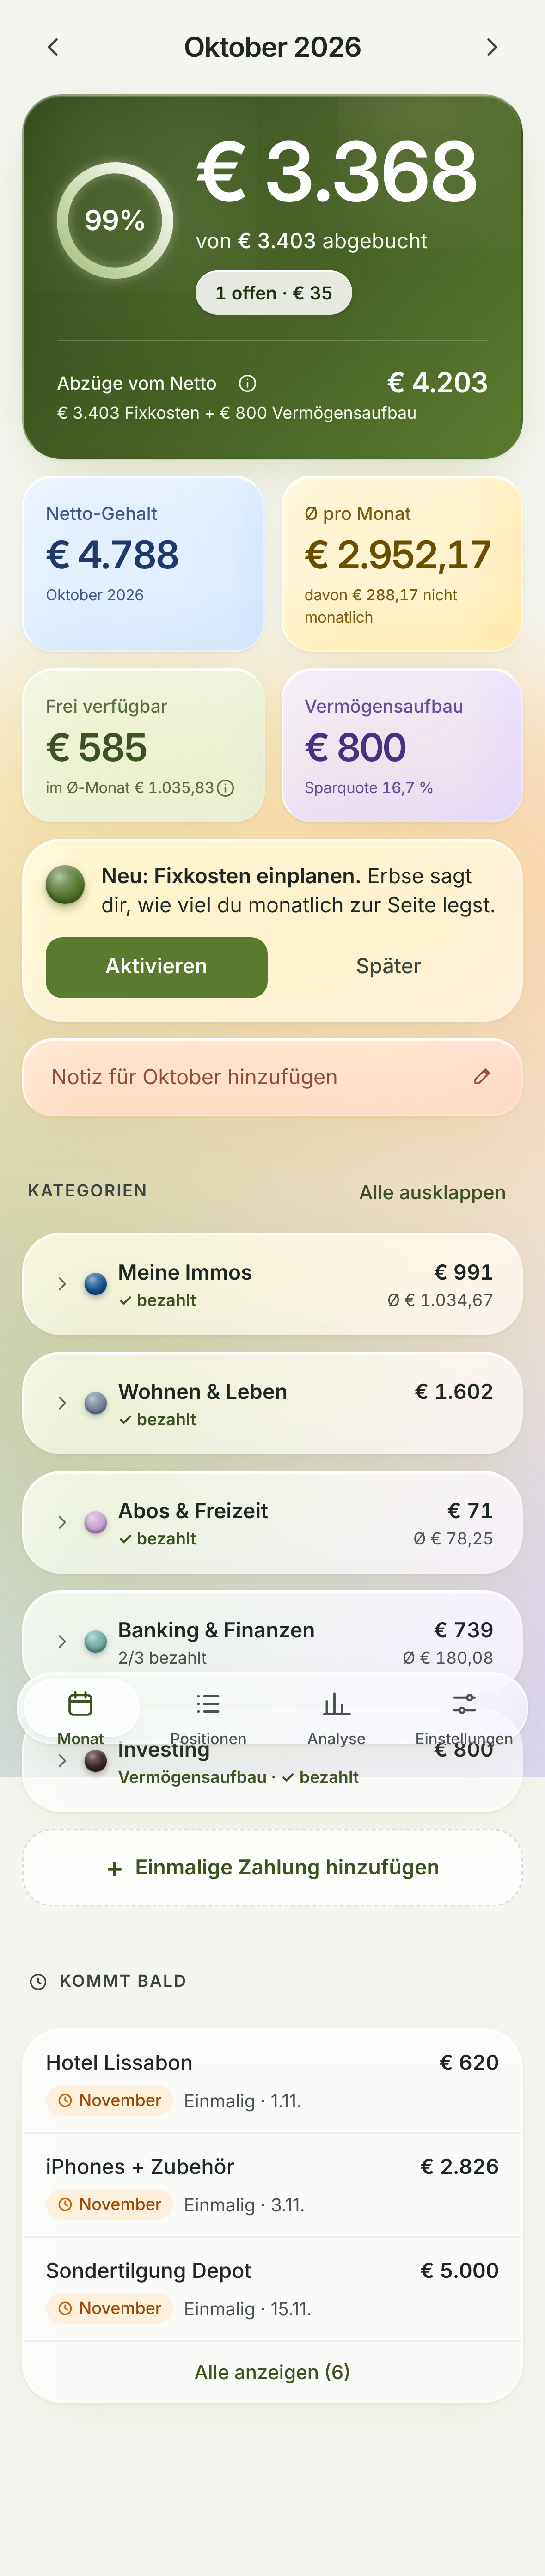 Oktober 2026
99%
€ 3.368
von € 3.403 abgebucht
1 offen · € 35
Abzüge vom Netto
€ 4.203
€ 3.403 Fixkosten + € 800 Vermögensaufbau
Netto-Gehalt
€ 4.788
Oktober 2026
Ø pro Monat
€ 2.952,17
davon € 288,17 nicht
monatlich
Frei verfügbar
€ 585
im Ø-Monat € 1.035,83
Vermögensaufbau
€ 800
Sparquote 16,7 %
Neu: Fixkosten einplanen. Erbse sagt
dir, wie viel du monatlich zur Seite legst.
Aktivieren
Später
Notiz für Oktober hinzufügen
KATEGORIEN
Alle ausklappen
Meine Immos
€ 991
✓ bezahlt
Ø € 1.034,67
Wohnen & Leben
€ 1.602
✓ bezahlt
Abos & Freizeit
€ 71
✓ bezahlt
Ø € 78,25
Banking & Finanzen
€ 739
2/3 bezahlt
Ø € 180,08
Monat
Positionen
Analyse
Einstellungen
Investing
€ 800
Vermögensaufbau · ✓ bezahlt
+ Einmalige Zahlung hinzufügen
KOMMT BALD
Hotel Lissabon
€ 620
November
Einmalig · 1.11.
iPhones + Zubehör
€ 2.826
November
Einmalig · 3.11.
Sondertilgung Depot
€ 5.000
November
Einmalig · 15.11.
Alle anzeigen (6)